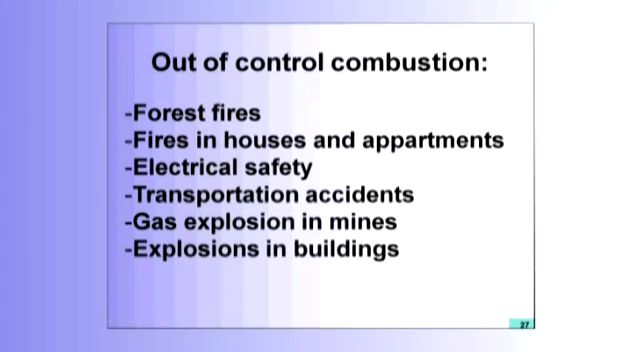 Out of control combustion:
-Forest fires
-Fires in houses and appartments
-Electrical safety
-Transportation accidents
-Gas explosion in mines
-Explosions in buildings
27